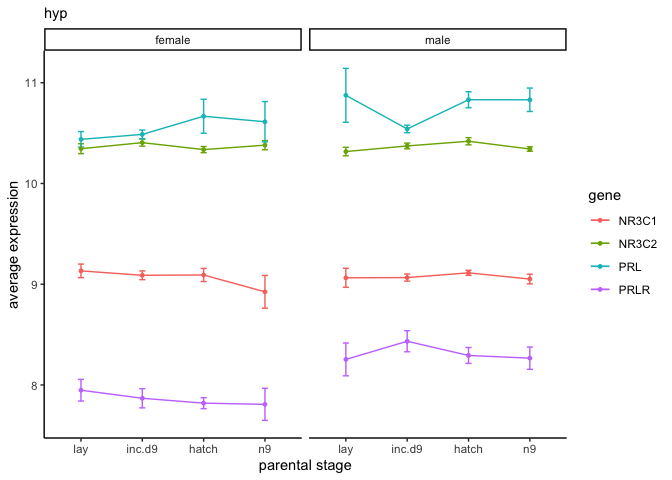 hyp
female
male
11
10
9
8
average expression
lay
inc.d9
hatch
n9
lay
inc.d9
hatch
n9
parental stage
gene
NR3C1
NR3C2
PRL
PRLR